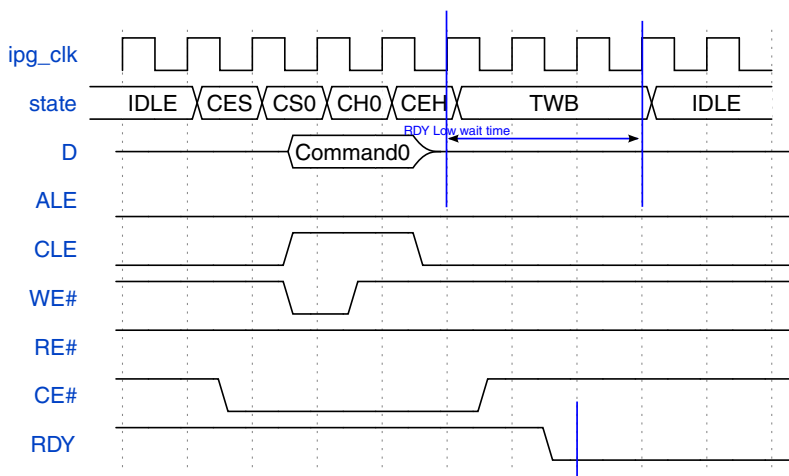 ipg_clk
state IDLE CES CS0 CH0 CEH TWB IDLE
RDY Low wait time
D Command0
ALE
CLE
WE#
RE#
CE#
RDY